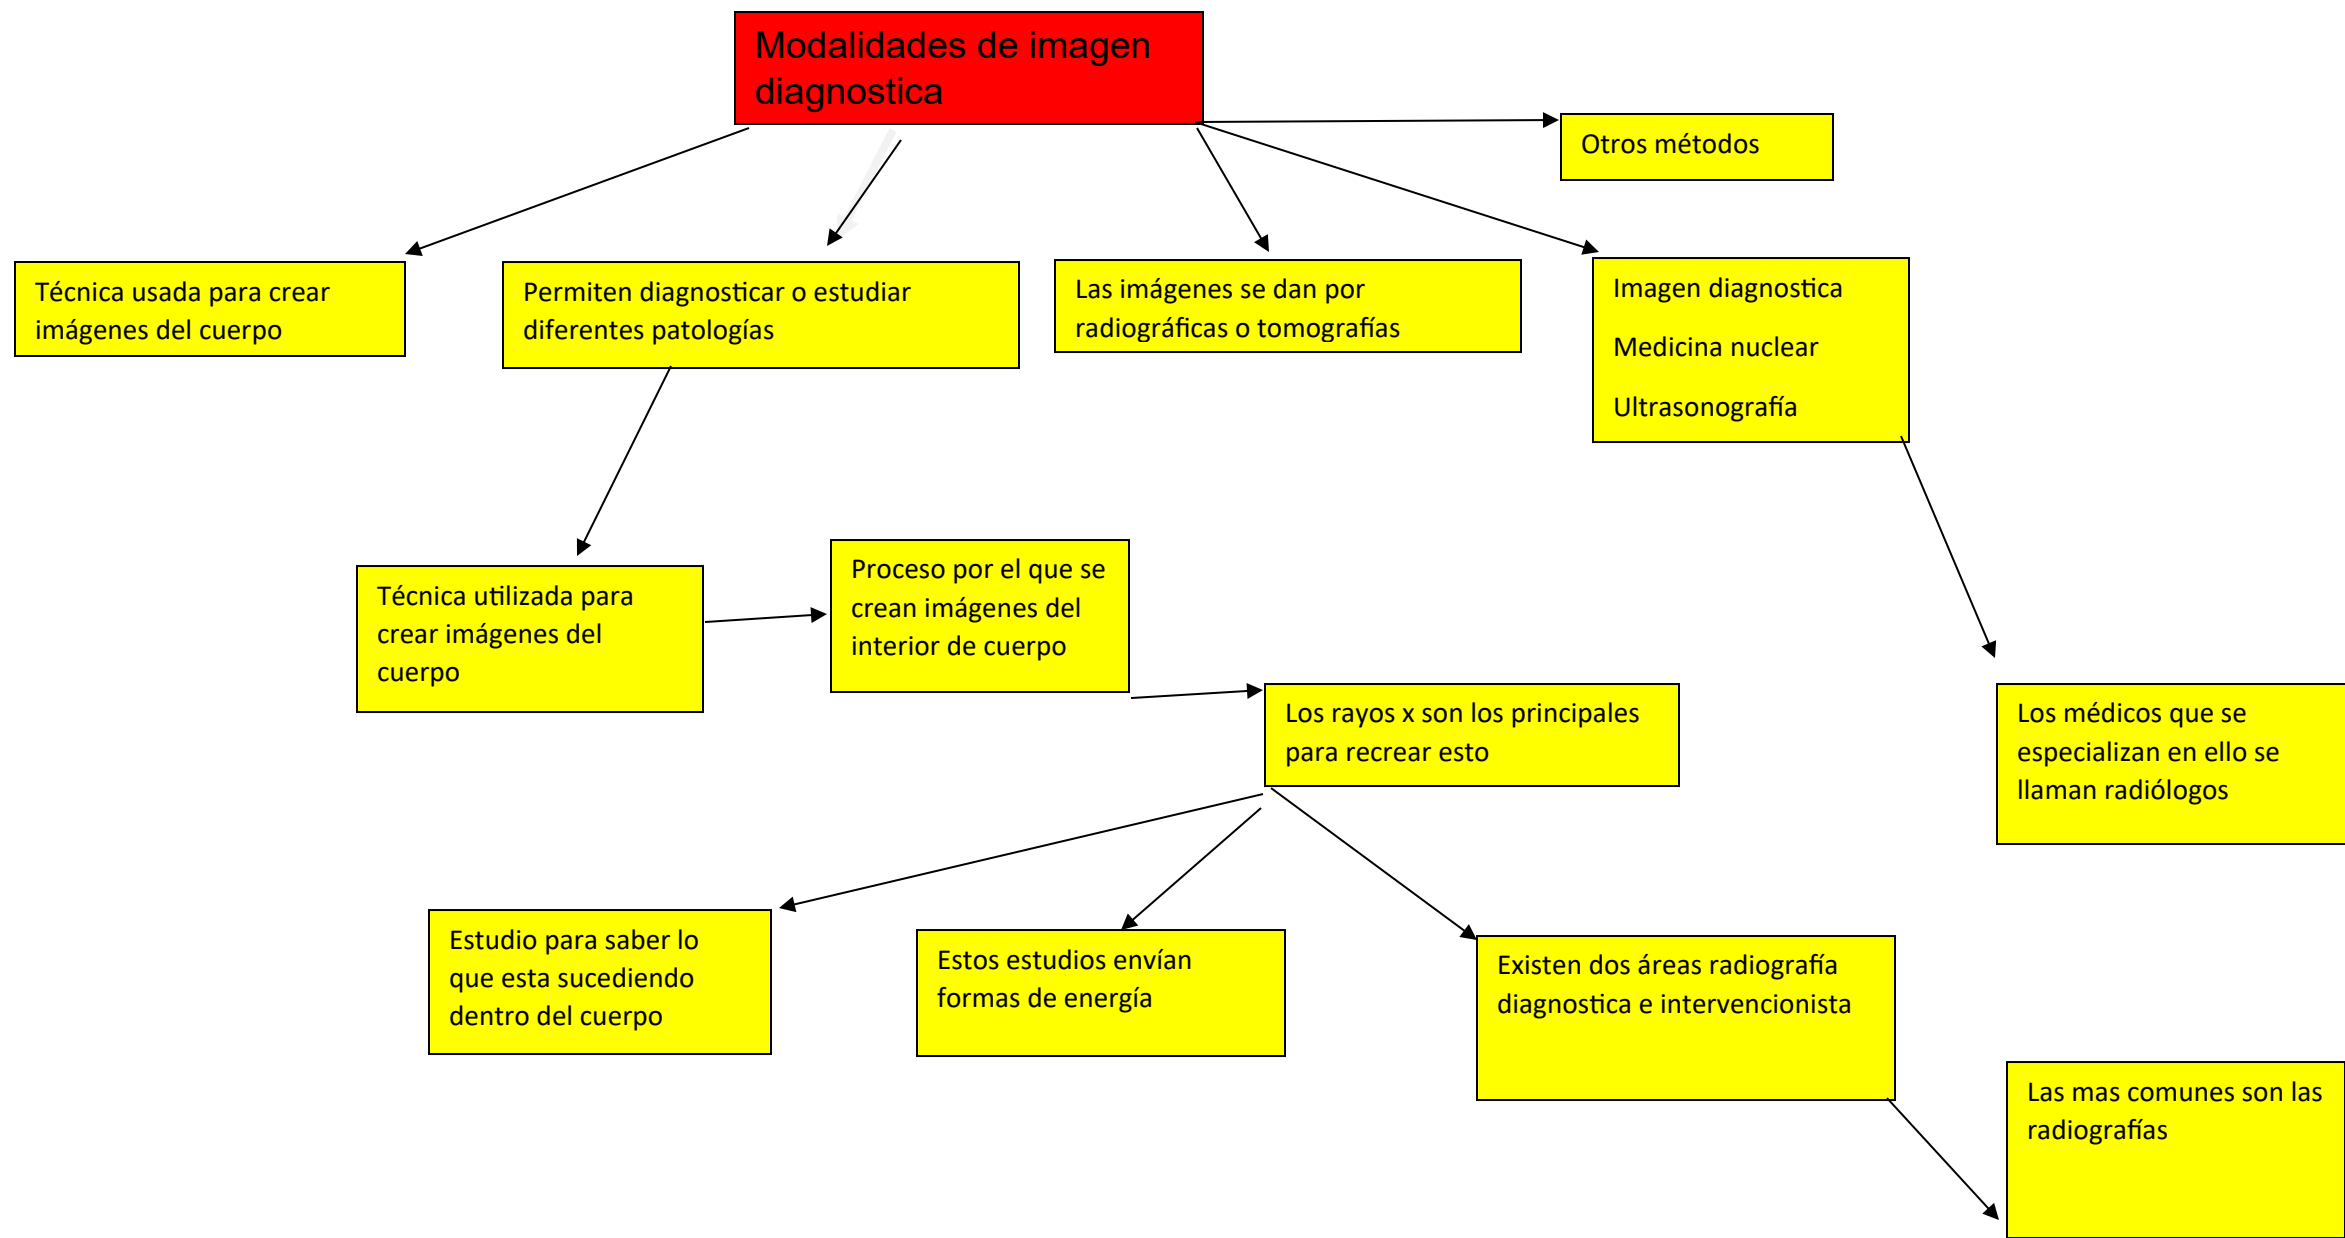 Modalidades de imagen
diagnostica
Otros métodos
Técnica usada para crear
imágenes del cuerpo
Permiten diagnosticar o estudiar
diferentes patologías
Las imágenes se dan por
radiográficas o tomografías
Imagen diagnostica
Medicina nuclear
Ultrasonografía
Técnica utilizada para
crear imágenes del
cuerpo
Proceso por el que se
crean imágenes del
interior de cuerpo
Los rayos x son los principales
para recrear esto
Los médicos que se
especializan en ello se
llaman radiólogos
Estudio para saber lo
que esta sucediendo
dentro del cuerpo
Estos estudios envían
formas de energía
Existen dos áreas radiografía
diagnostica e intervencionista
Las mas comunes son las
radiografías